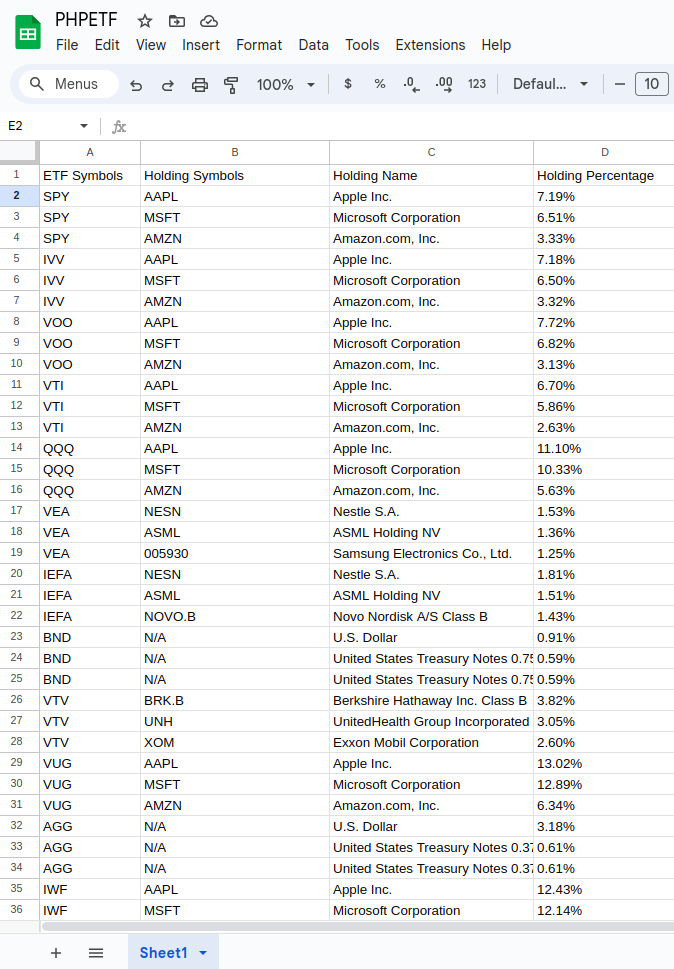 PHPETF
File Edit View Insert Format Data Tools Extensions Help
Menus 100% $ % .0 .00 123 Defaul... 10
E2 fx
A B C D
1 ETF Symbols Holding Symbols Holding Name Holding Percentage
2 SPY AAPL Apple Inc. 7.19%
3 SPY MSFT Microsoft Corporation 6.51%
4 SPY AMZN Amazon.com, Inc. 3.33%
5 IVV AAPL Apple Inc. 7.18%
6 IVV MSFT Microsoft Corporation 6.50%
7 IVV AMZN Amazon.com, Inc. 3.32%
8 VOO AAPL Apple Inc. 7.72%
9 VOO MSFT Microsoft Corporation 6.82%
10 VOO AMZN Amazon.com, Inc. 3.13%
11 VTI AAPL Apple Inc. 6.70%
12 VTI MSFT Microsoft Corporation 5.86%
13 VTI AMZN Amazon.com, Inc. 2.63%
14 QQQ AAPL Apple Inc. 11.10%
15 QQQ MSFT Microsoft Corporation 10.33%
16 QQQ AMZN Amazon.com, Inc. 5.63%
17 VEA NESN Nestle S.A. 1.53%
18 VEA ASML ASML Holding NV 1.36%
19 VEA 005930 Samsung Electronics Co., Ltd. 1.25%
20 IEFA NESN Nestle S.A. 1.81%
21 IEFA ASML ASML Holding NV 1.51%
22 IEFA NOVO.B Novo Nordisk A/S Class B 1.43%
23 BND N/A U.S. Dollar 0.91%
24 BND N/A United States Treasury Notes 0.75 0.59%
25 BND N/A United States Treasury Notes 0.75 0.59%
26 VTV BRK.B Berkshire Hathaway Inc. Class B 3.82%
27 VTV UNH UnitedHealth Group Incorporated 3.05%
28 VTV XOM Exxon Mobil Corporation 2.60%
29 VUG AAPL Apple Inc. 13.02%
30 VUG MSFT Microsoft Corporation 12.89%
31 VUG AMZN Amazon.com, Inc. 6.34%
32 AGG N/A U.S. Dollar 3.18%
33 AGG N/A United States Treasury Notes 0.37 0.61%
34 AGG N/A United States Treasury Notes 0.37 0.61%
35 IWF AAPL Apple Inc. 12.43%
36 IWF MSFT Microsoft Corporation 12.14%
Sheet1